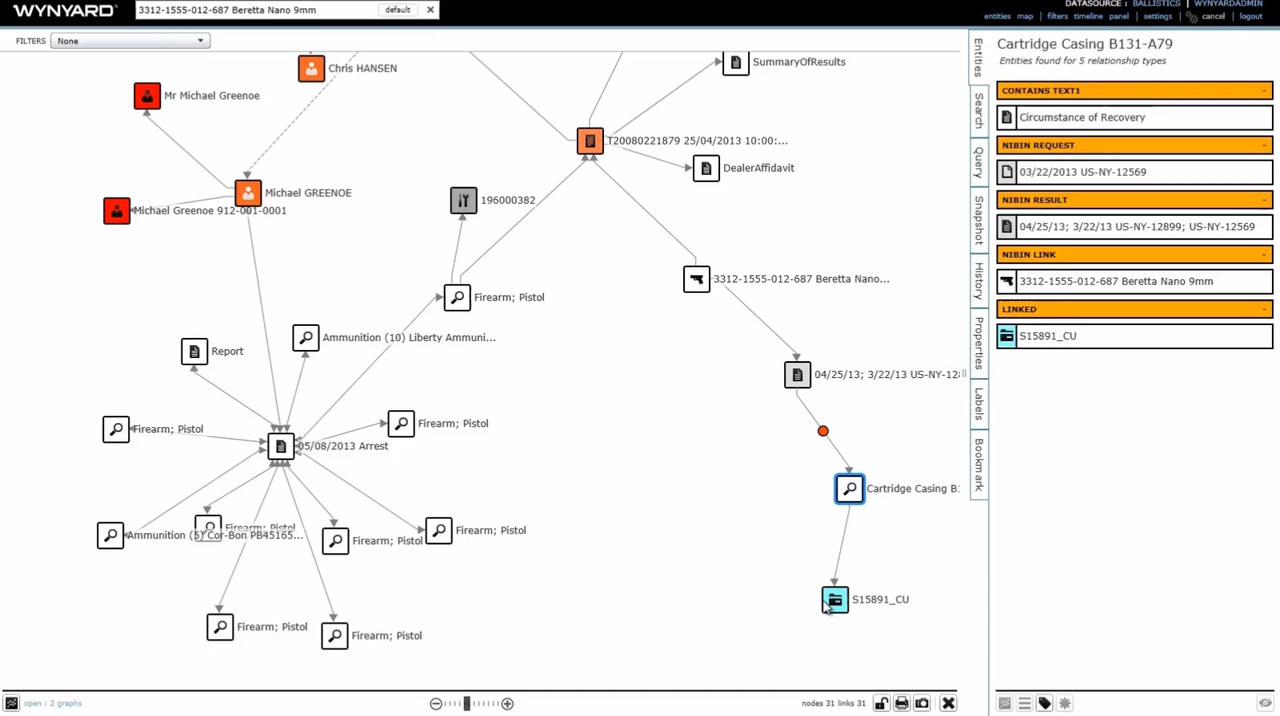 WYNYARD
3312-1555-012-687 Beretta Nano 9mm
default
DATASOURCE : BALLISTICS \ WYNYARDADMIN
entities map | filters timeline panel | settings cancel logout
FILTERS
None
Chris HANSEN
Mr Michael Greenoe
Michael GREENOE
Michael Greenoe 912-001-0001
SummaryOfResults
T20080221879 25/04/2013 10:00:...
DealerAffidavit
196000382
3312-1555-012-687 Beretta Nano...
Firearm; Pistol
Ammunition (10) Liberty Ammuni...
Report
04/25/13; 3/22/13 US-NY-128
Firearm; Pistol
Firearm; Pistol
05/08/2013 Arrest
Cartridge Casing B:
Firearm; Pistol
Ammunition (5) Cor-Bon PB45165...
Firearm; Pistol
Firearm; Pistol
S15891_CU
Firearm; Pistol
Firearm; Pistol
Entities
Search
Query
Snapshot
History
Properties
Labels
Bookmark
Cartridge Casing B131-A79
Entities found for 5 relationship types
CONTAINS TEXT1
Circumstance of Recovery
NIBIN REQUEST
03/22/2013 US-NY-12569
NIBIN RESULT
04/25/13; 3/22/13 US-NY-12899; US-NY-12569
NIBIN LINK
3312-1555-012-687 Beretta Nano 9mm
LINKED
S15891_CU
open : 2 graphs
nodes 31 links 31